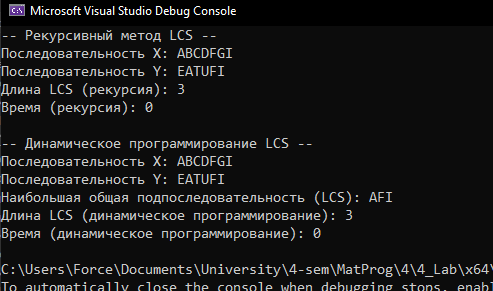 Microsoft Visual Studio Debug Console
-- Рекурсивный метод LCS --
Последовательность X: ABCDFGI
Последовательность Y: EATUFI
Длина LCS (рекурсия): 3
Время (рекурсия): 0
-- Динамическое программирование LCS --
Последовательность X: ABCDFGI
Последовательность Y: EATUFI
Наибольшая общая подпоследовательность (LCS): AFI
Длина LCS (динамическое программирование): 3
Время (динамическое программирование): 0
C:\Users\Force\Documents\University\4-sem\MatProg\4\4_Lab\x64\
To automatically close the console when debugging stops, enabl